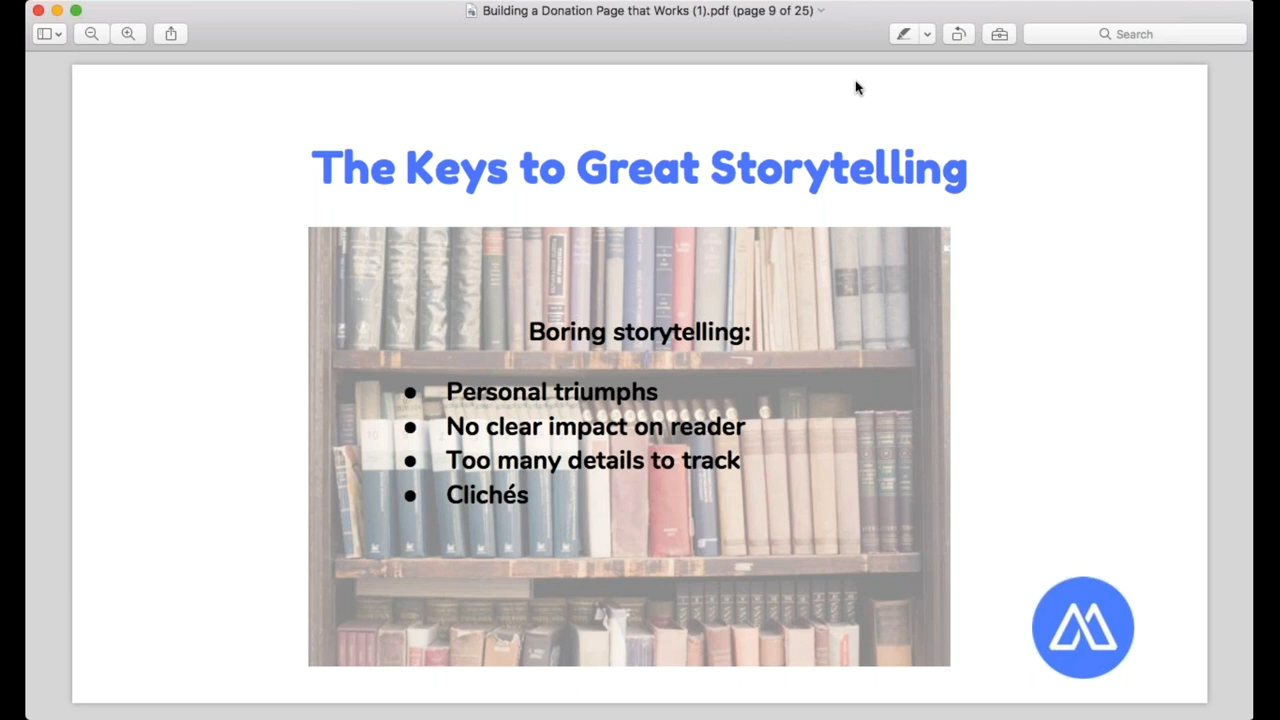 Building a Donation Page that Works (1).pdf (page 9 of 25)
Search
The Keys to Great Storytelling
Boring storytelling:
● Personal triumphs
● No clear impact on reader
● Too many details to track
● Clichés